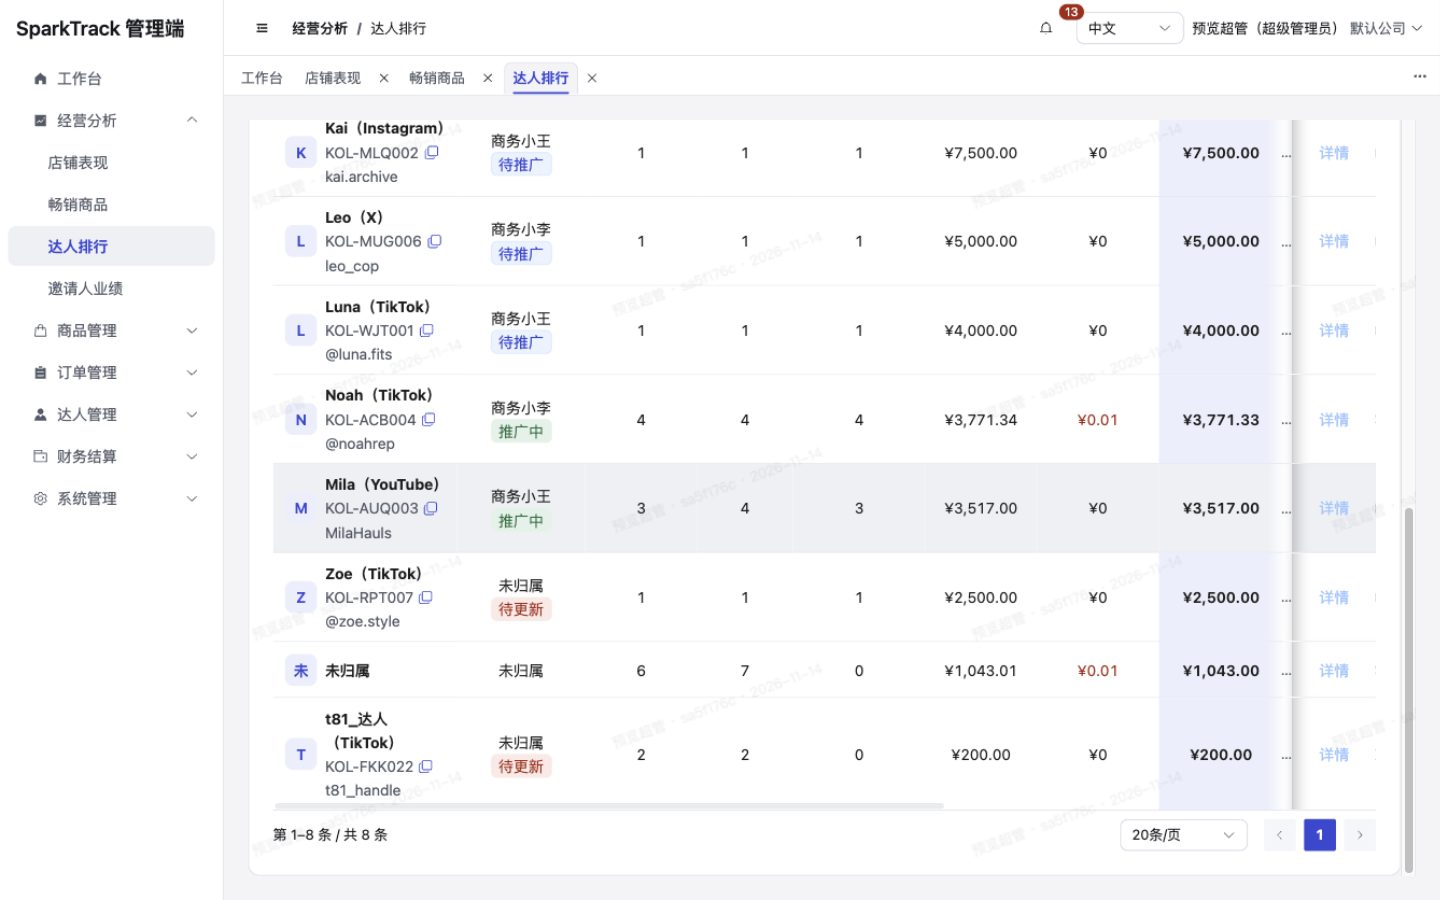 SparkTrack 管理端
经营分析 / 达人排行
13
中文
预览超管（超级管理员）
默认公司
工作台
店铺表现
畅销商品
达人排行
工作台
经营分析
店铺表现
畅销商品
达人排行
邀请人业绩
商品管理
订单管理
达人管理
财务结算
系统管理
Kai（Instagram）
KOL-MLQ002
kai.archive
商务小王
待推广
1 1 1 ¥7,500.00 ¥0 ¥7,500.00 ... 详情
Leo（X）
KOL-MUG006
leo_cop
商务小李
待推广
1 1 1 ¥5,000.00 ¥0 ¥5,000.00 ... 详情
Luna（TikTok）
KOL-WJT001
@luna.fits
商务小王
待推广
1 1 1 ¥4,000.00 ¥0 ¥4,000.00 ... 详情
Noah（TikTok）
KOL-ACB004
@noahrep
商务小李
推广中
4 4 4 ¥3,771.34 ¥0.01 ¥3,771.33 ... 详情
Mila（YouTube）
KOL-AUQ003
MilaHauls
商务小王
推广中
3 4 3 ¥3,517.00 ¥0 ¥3,517.00 ... 详情
Zoe（TikTok）
KOL-RPT007
@zoe.style
未归属
待更新
1 1 1 ¥2,500.00 ¥0 ¥2,500.00 ... 详情
未 未归属 未归属 6 7 0 ¥1,043.01 ¥0.01 ¥1,043.00 ... 详情
t81_达人
（TikTok）
KOL-FKK022
t81_handle
未归属
待更新
2 2 0 ¥200.00 ¥0 ¥200.00 ... 详情
K
L
L
N
M
Z
T
第 1–8 条 / 共 8 条
20条/页
1
预览超管 · sa5f176c · 2026-11-14